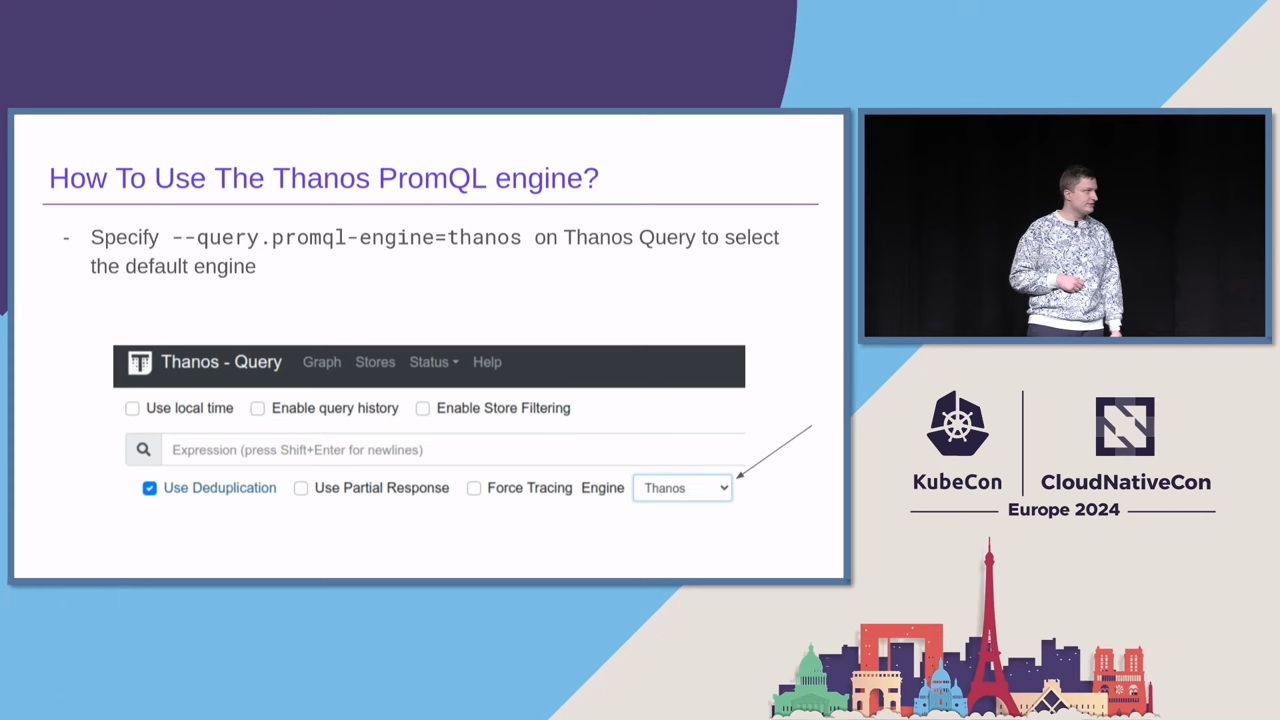 How To Use The Thanos PromQL engine?
- Specify --query.promql-engine=thanos on Thanos Query to select
the default engine
Thanos - Query Graph Stores Status Help
Use local time Enable query history Enable Store Filtering
Expression (press Shift+Enter for newlines)
Use Deduplication Use Partial Response Force Tracing Engine Thanos
KubeCon CloudNativeCon
Europe 2024